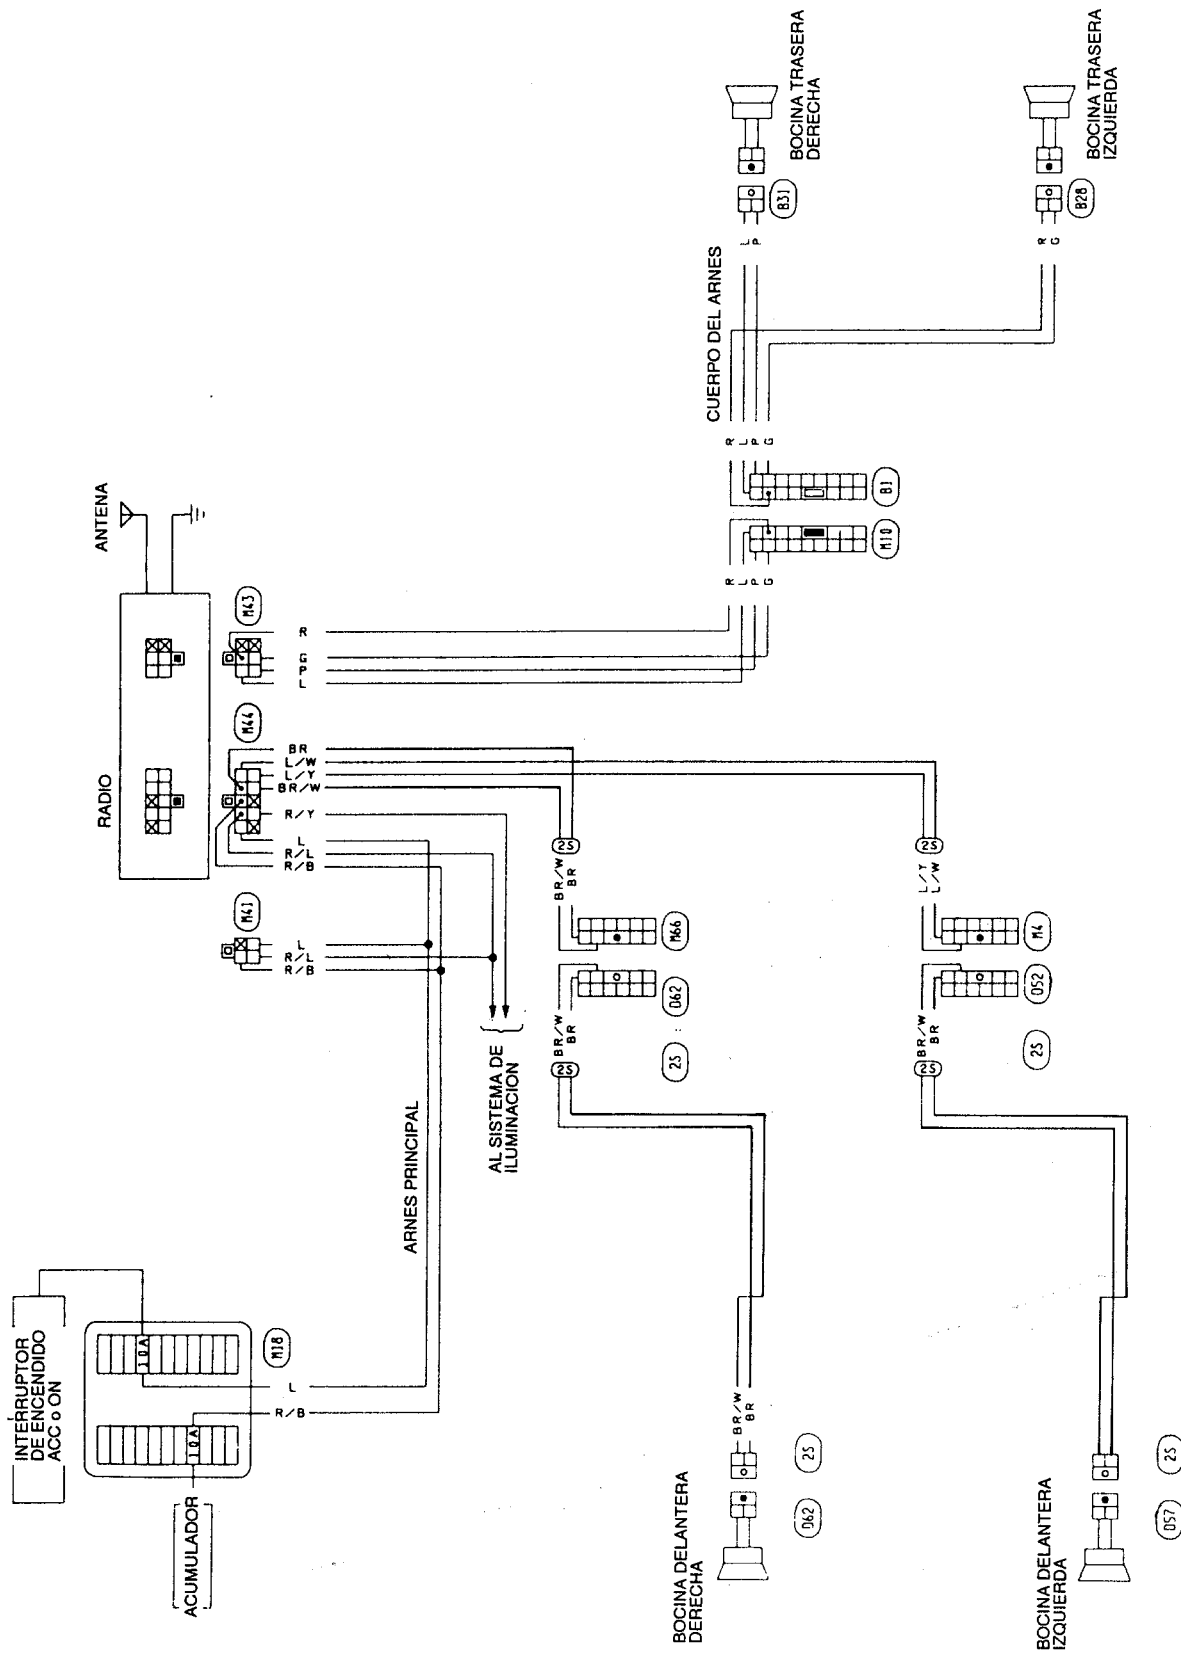 INTERRUPTOR
DE ENCENDIDO
ACC o ON
ACUMULADOR
10A
10A
M18
L
R/B
ARNES PRINCIPAL
RADIO
ANTENA
M41
L
R/L
R/B
M44
BR
L/W
L/Y
BR/W
R/Y
L
R/L
R/B
M43
R
G
P
L
AL SISTEMA DE
ILUMINACION
2S
BR/W
BR
M66
D62
2S
BR/W
BR
2S
BR/W
BR
2S
D62
BOCINA DELANTERA
DERECHA
2S
L/Y
L/W
M4
D52
2S
BR/W
BR
2S
2S
D57
BOCINA DELANTERA
IZQUIERDA
R
L
P
G
M10
B1
R
L
P
G
CUERPO DEL ARNES
L
P
B31
BOCINA TRASERA
DERECHA
R
G
B28
BOCINA TRASERA
IZQUIERDA